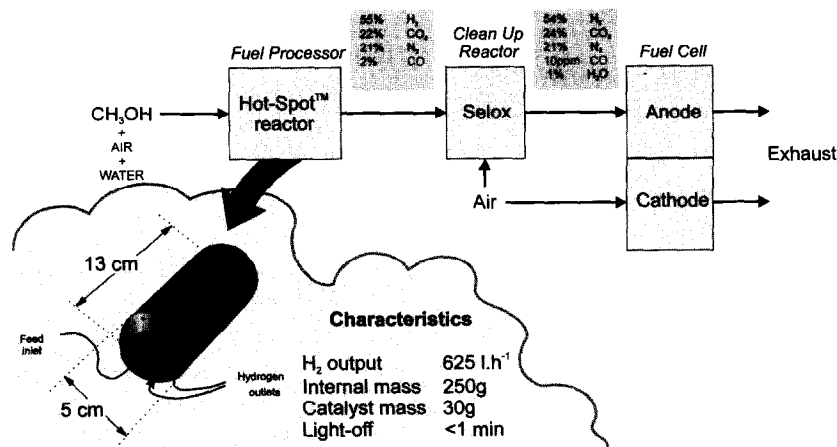 55% H₂
22% CO₂
21% N₂
2% CO
54% H₂
24% CO₂
21% N₂
10ppm CO
1% H₂O
Fuel Processor
Clean Up
Reactor
Fuel Cell
CH₃OH
+
AIR
+
WATER
Hot-Spot™
reactor
Selox
Anode
Cathode
Exhaust
Air
13 cm
Feed
inlet
5 cm
Hydrogen
outlets
Characteristics
H₂ output 625 l.h⁻¹
Internal mass 250g
Catalyst mass 30g
Light-off <1 min